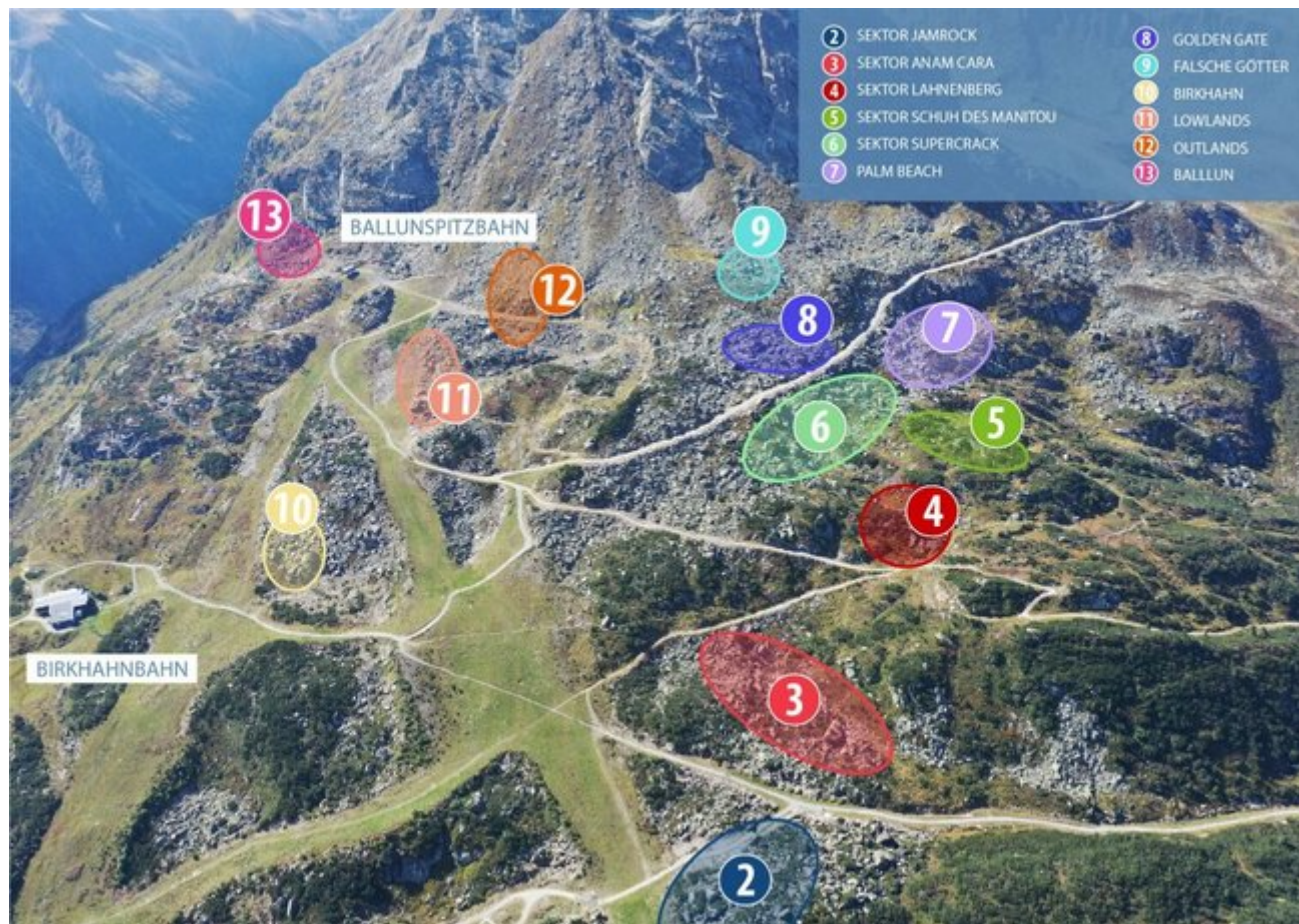 2 SEKTOR JAMROCK
3 SEKTOR ANAM CARA
4 SEKTOR LAHNENBERG
5 SEKTOR SCHUH DES MANITOU
6 SEKTOR SUPERCRACK
7 PALM BEACH
8 GOLDEN GATE
9 FALSCHE GÖTTER
10 BIRKHAHN
11 LOWLANDS
12 OUTLANDS
13 BALLLUN
13
BALLUNSPITZBAHN
9
12
8
7
11
6
5
10
4
BIRKHAHNBAHN
3
2